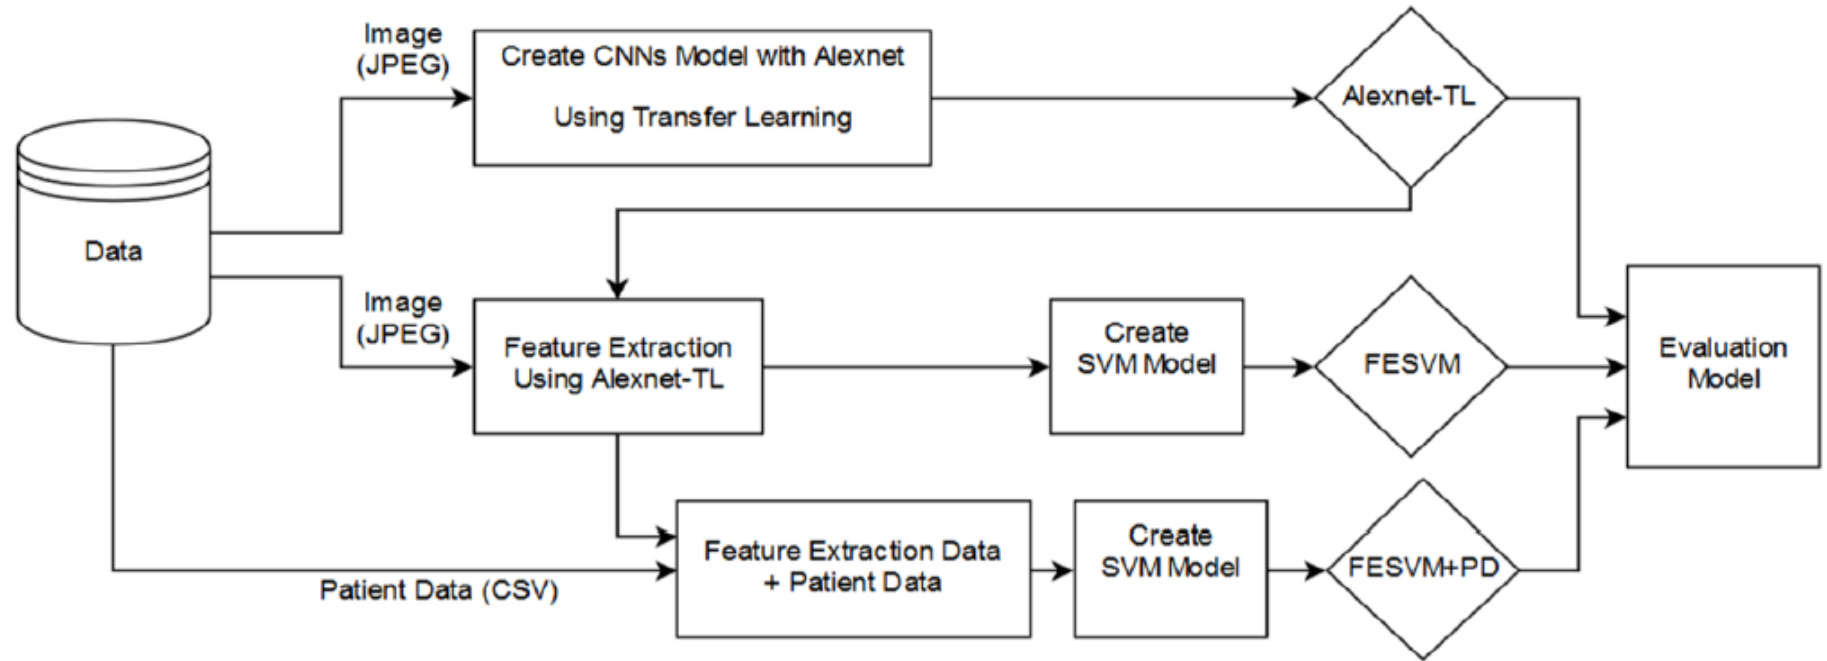 Image
(JPEG)
Create CNNs Model with Alexnet
Using Transfer Learning
Alexnet-TL
Data
Image
(JPEG)
Feature Extraction
Using Alexnet-TL
Create
SVM Model
FESVM
Evaluation
Model
Patient Data (CSV)
Feature Extraction Data
+ Patient Data
Create
SVM Model
FESVM+PD